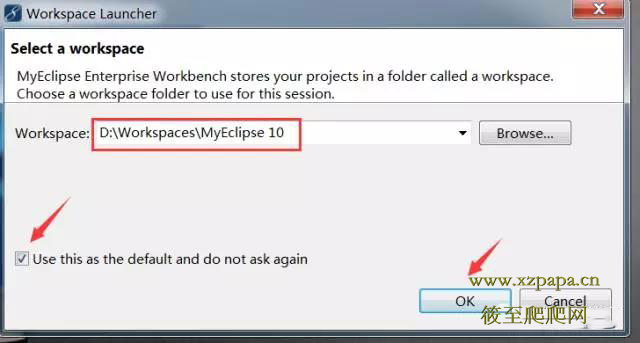 Workspace Launcher
Select a workspace
MyEclipse Enterprise Workbench stores your projects in a folder called a workspace.
Choose a workspace folder to use for this session.
Workspace: D:\Workspaces\MyEclipse 10 Browse...
Use this as the default and do not ask again
www.xzpapa.cn
OK Cancel
筱至爬爬网